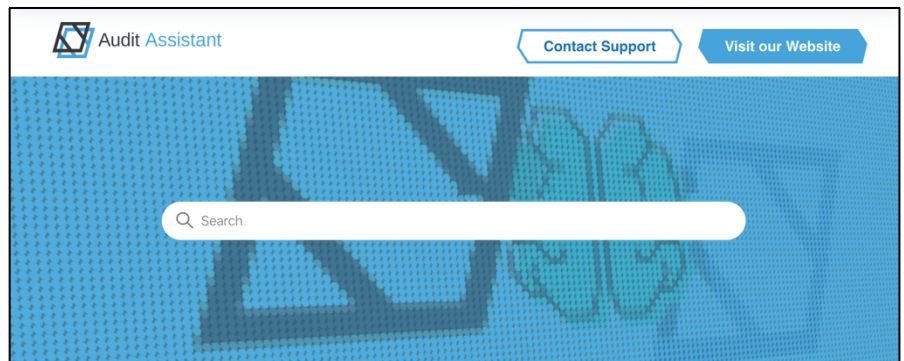 Audit Assistant
Contact Support
Visit our Website
Search